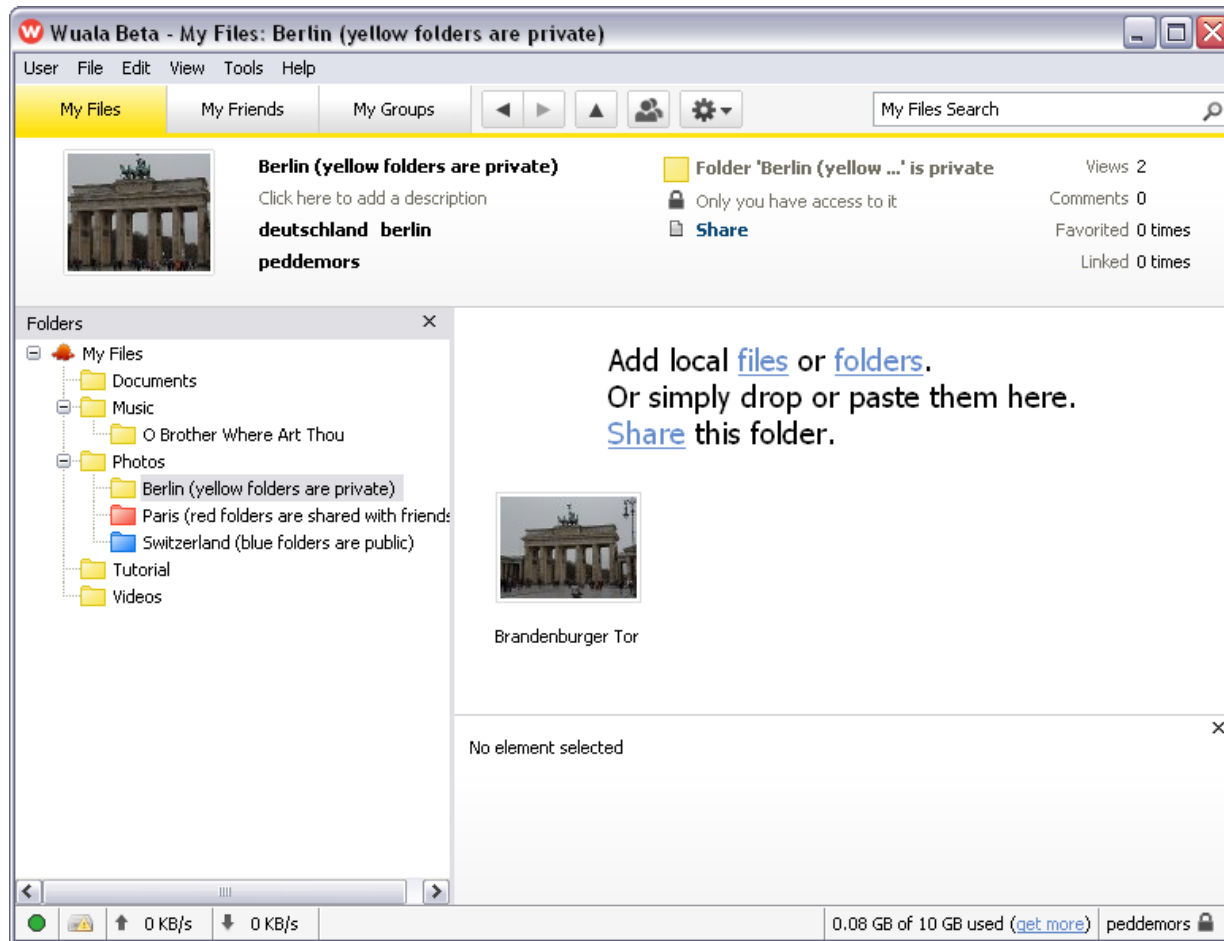 Wuala Beta - My Files: Berlin (yellow folders are private)
User File Edit View Tools Help
My Files My Friends My Groups My Files Search
Berlin (yellow folders are private)
Click here to add a description
deutschland berlin
peddemors
Folder 'Berlin (yellow ...' is private
Only you have access to it
Share
Views 2
Comments 0
Favorited 0 times
Linked 0 times
Folders
My Files
Documents
Music
O Brother Where Art Thou
Photos
Berlin (yellow folders are private)
Paris (red folders are shared with friends
Switzerland (blue folders are public)
Tutorial
Videos
Add local files or folders.
Or simply drop or paste them here.
Share this folder.
Brandenburger Tor
No element selected
0 KB/s 0 KB/s 0.08 GB of 10 GB used (get more) peddemors